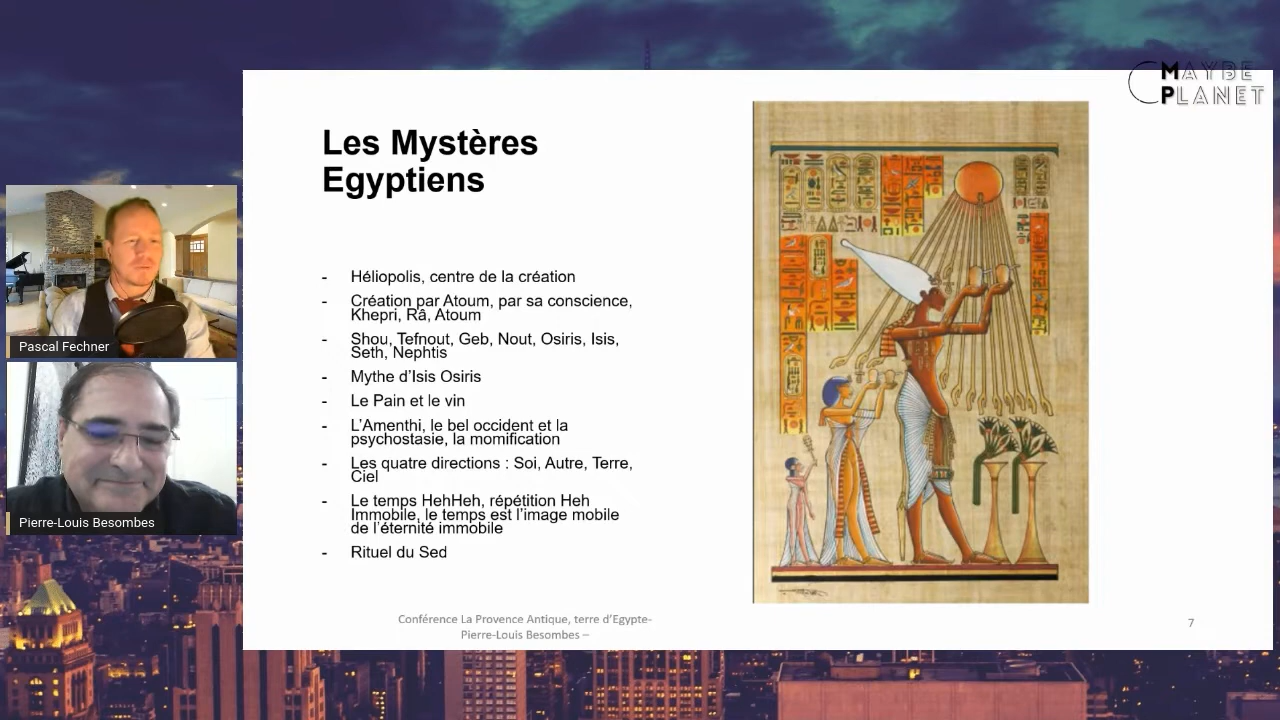 MAYBE
PLANET
Les Mystères
Egyptiens
- Héliopolis, centre de la création
- Création par Atoum, par sa conscience,
Khepri, Râ, Atoum
- Shou, Tefnout, Geb, Nout, Osiris, Isis,
Seth, Nephtis
- Mythe d’Isis Osiris
- Le Pain et le vin
- L’Amenthi, le bel occident et la
psychostasie, la momification
- Les quatre directions : Soi, Autre, Terre,
Ciel
- Le temps HehHeh, répétition Heh
Immobile, le temps est l’image mobile
de l’éternité immobile
- Rituel du Sed
Conférence La Provence Antique, terre d’Egypte-
Pierre-Louis Besombes –
7
Pascal Fechner
Pierre-Louis Besombes